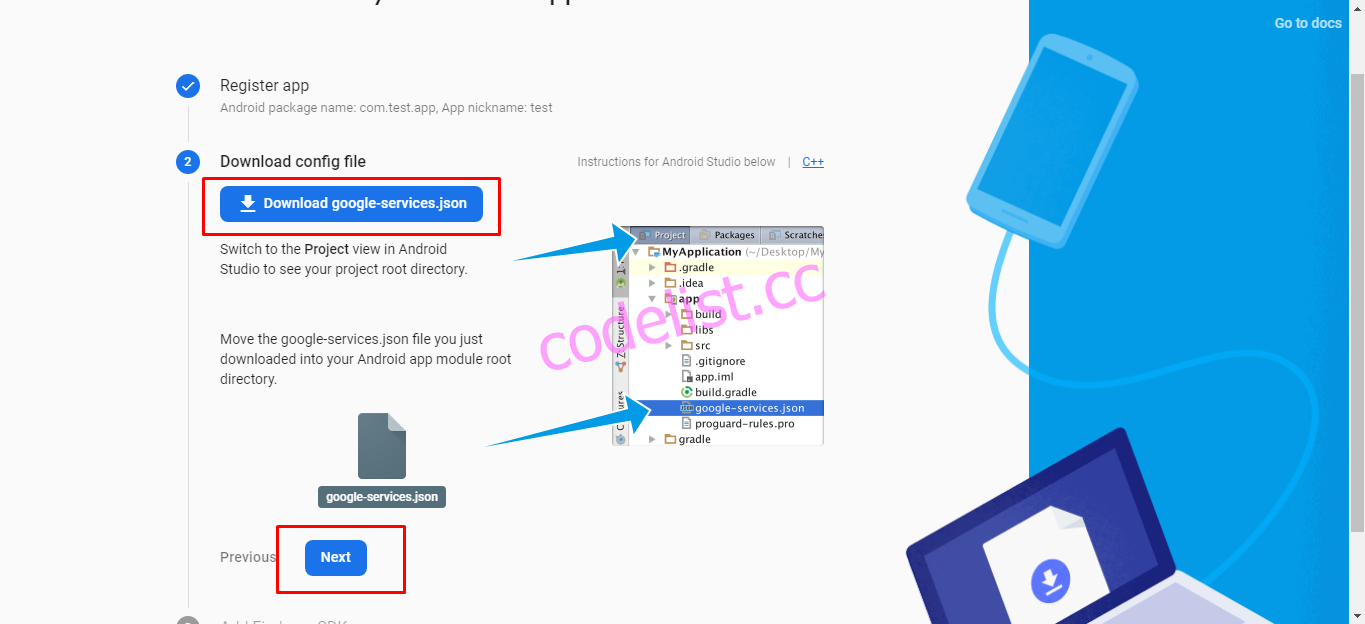 Go to docs
Register app
Android package name: com.test.app, App nickname: test
2
Download config file
Instructions for Android Studio below | C++
Download google-services.json
Switch to the Project view in Android
Studio to see your project root directory.
Move the google-services.json file you just
downloaded into your Android app module root
directory.
google-services.json
Project Packages Scratches
MyApplication (~/Desktop/My
.gradle
.idea
app
build
libs
src
.gitignore
app.iml
build.gradle
google-services.json
proguard-rules.pro
gradle
Z: Structure
codelist.cc
Previous
Next